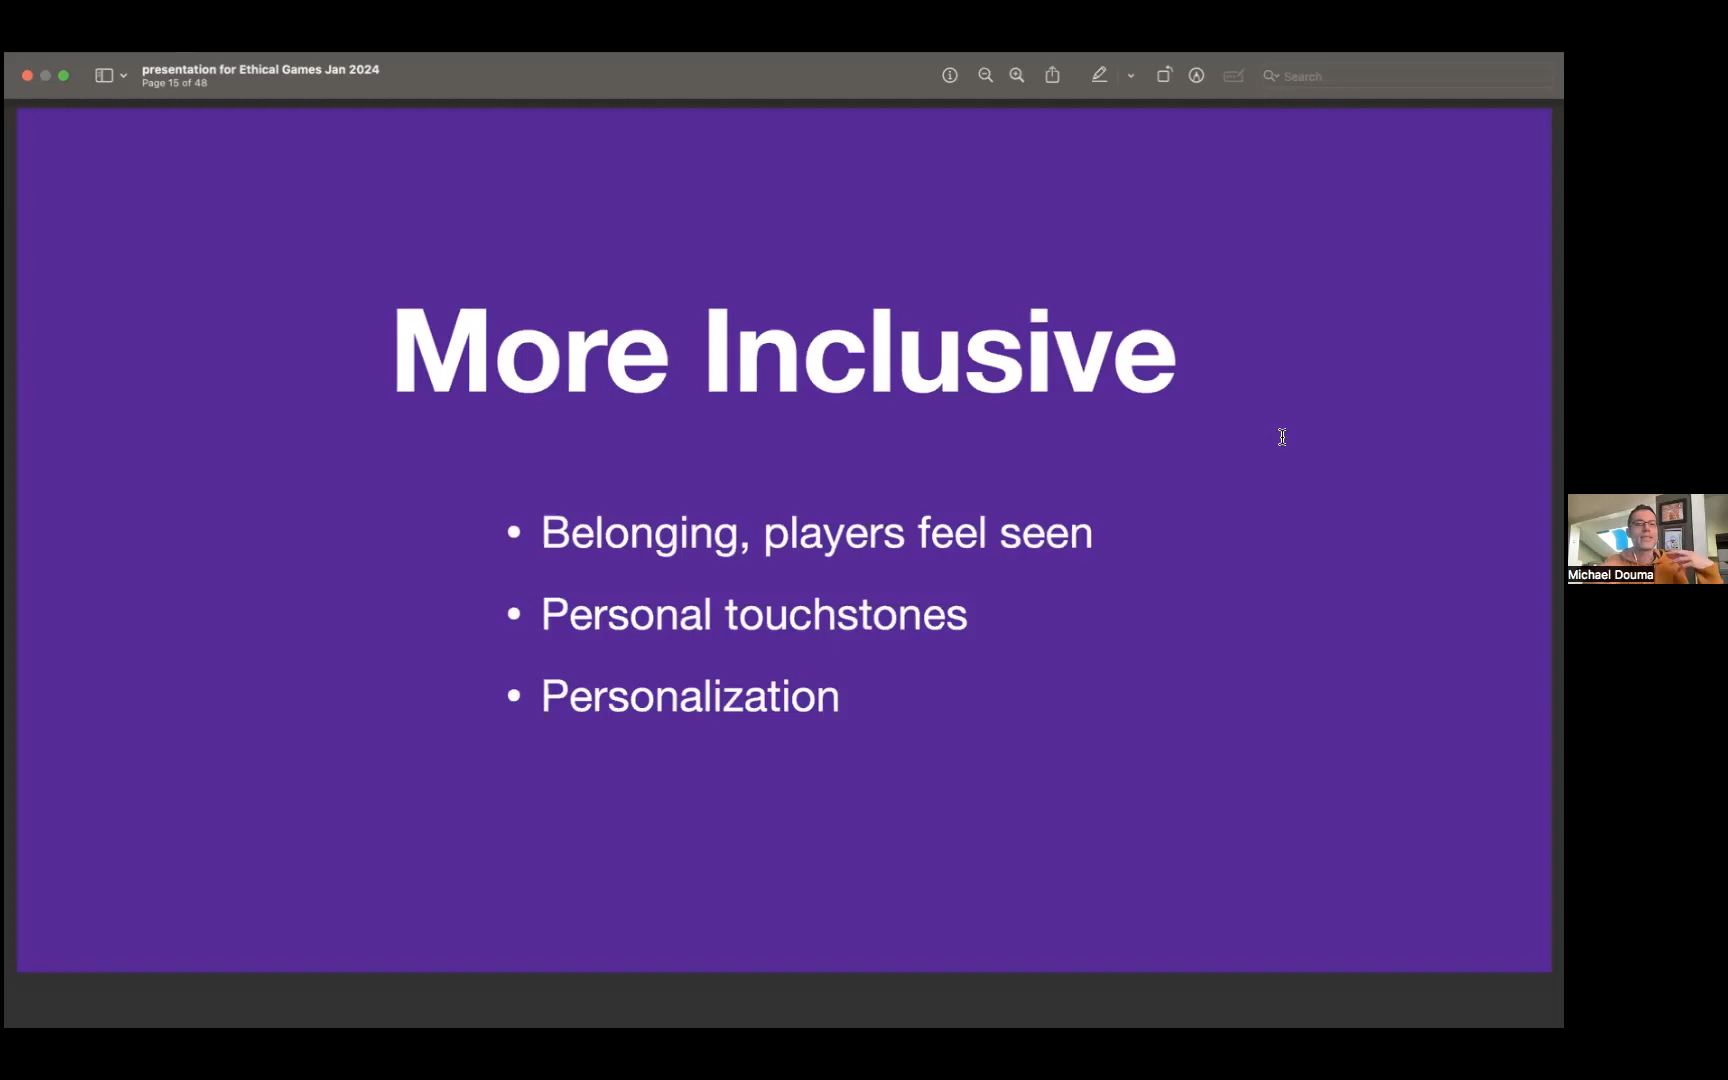 presentation for Ethical Games Jan 2024
Page 15 of 48
Search
More Inclusive
• Belonging, players feel seen
• Personal touchstones
• Personalization
Michael Douma